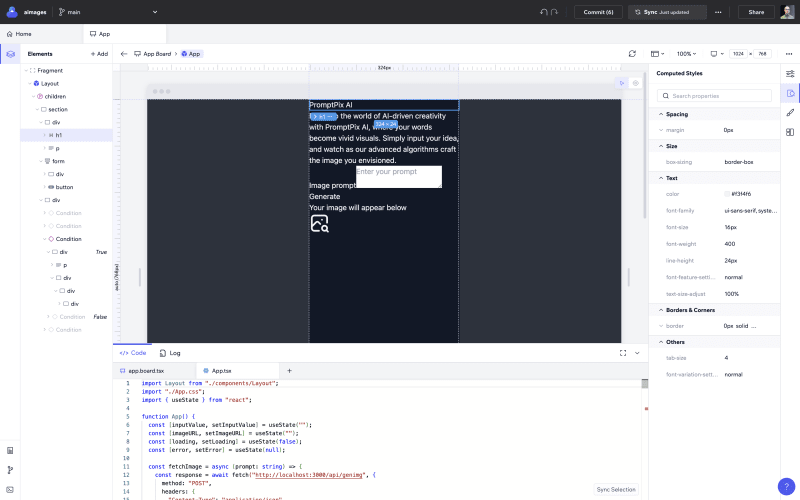 aimages
main
Commit (6)
Sync Just updated
Share
Home
App
Elements
Add
App Board
App
100%
1024 × 768
Computed Styles
Fragment
Layout
children
section
div
h1
p
form
div
button
div
Condition
Condition
Condition
div True
p
div
div
div
Condition False
Condition
324px
auto (768px)
PromptPix AI
the world of AI-driven creativity
h1
324 × 24
with PromptPix AI, where your words
become vivid visuals. Simply input your idea,
and watch as our advanced algorithms craft
the image you envisioned.
Enter your prompt
Image prompt
Generate
Your image will appear below
Search properties
Spacing
margin 0px
Size
box-sizing border-box
Text
color #f3f4f6
font-family ui-sans-serif, syste...
font-size 16px
font-weight 400
line-height 24px
font-feature-setti... normal
text-size-adjust 100%
Borders & Corners
border 0px solid ...
Others
tab-size 4
font-variation-sett... normal
</> Code
Log
app.board.tsx
App.tsx
1 import Layout from "./components/Layout";
2 import "./App.css";
3 import { useState } from "react";
4
5 function App() {
6 const [inputValue, setInputValue] = useState("");
7 const [imageURL, setImageURL] = useState("");
8 const [loading, setLoading] = useState(false);
9 const [error, setError] = useState(null);
10
11 const fetchImage = async (prompt: string) => {
12 const response = await fetch("http://localhost:3000/api/genimg", {
13 method: "POST",
14 headers: {
Sync Selection
?